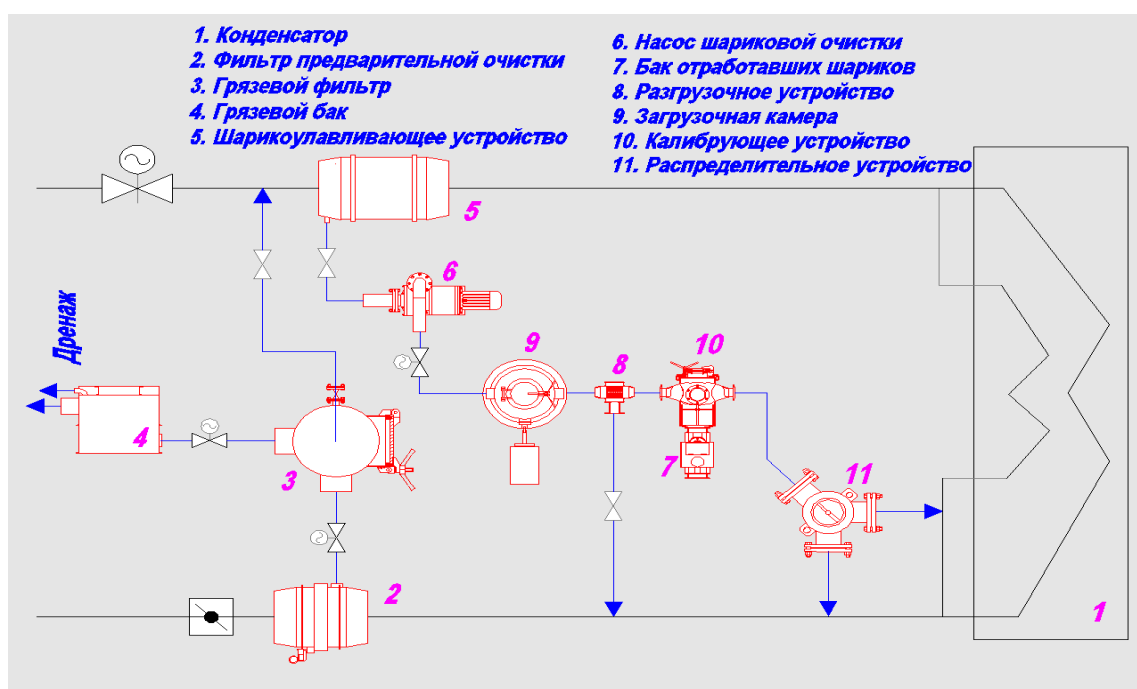 1. Конденсатор
2. Фильтр предварительной очистки
3. Грязевой фильтр
4. Грязевой бак
5. Шарикоулавливающее устройство
6. Насос шариковой очистки
7. Бак отработавших шариков
8. Разгрузочное устройство
9. Загрузочная камера
10. Калибрующее устройство
11. Распределительное устройство
5
6
Дренаж
9
10
8
4
3
7
11
2
1